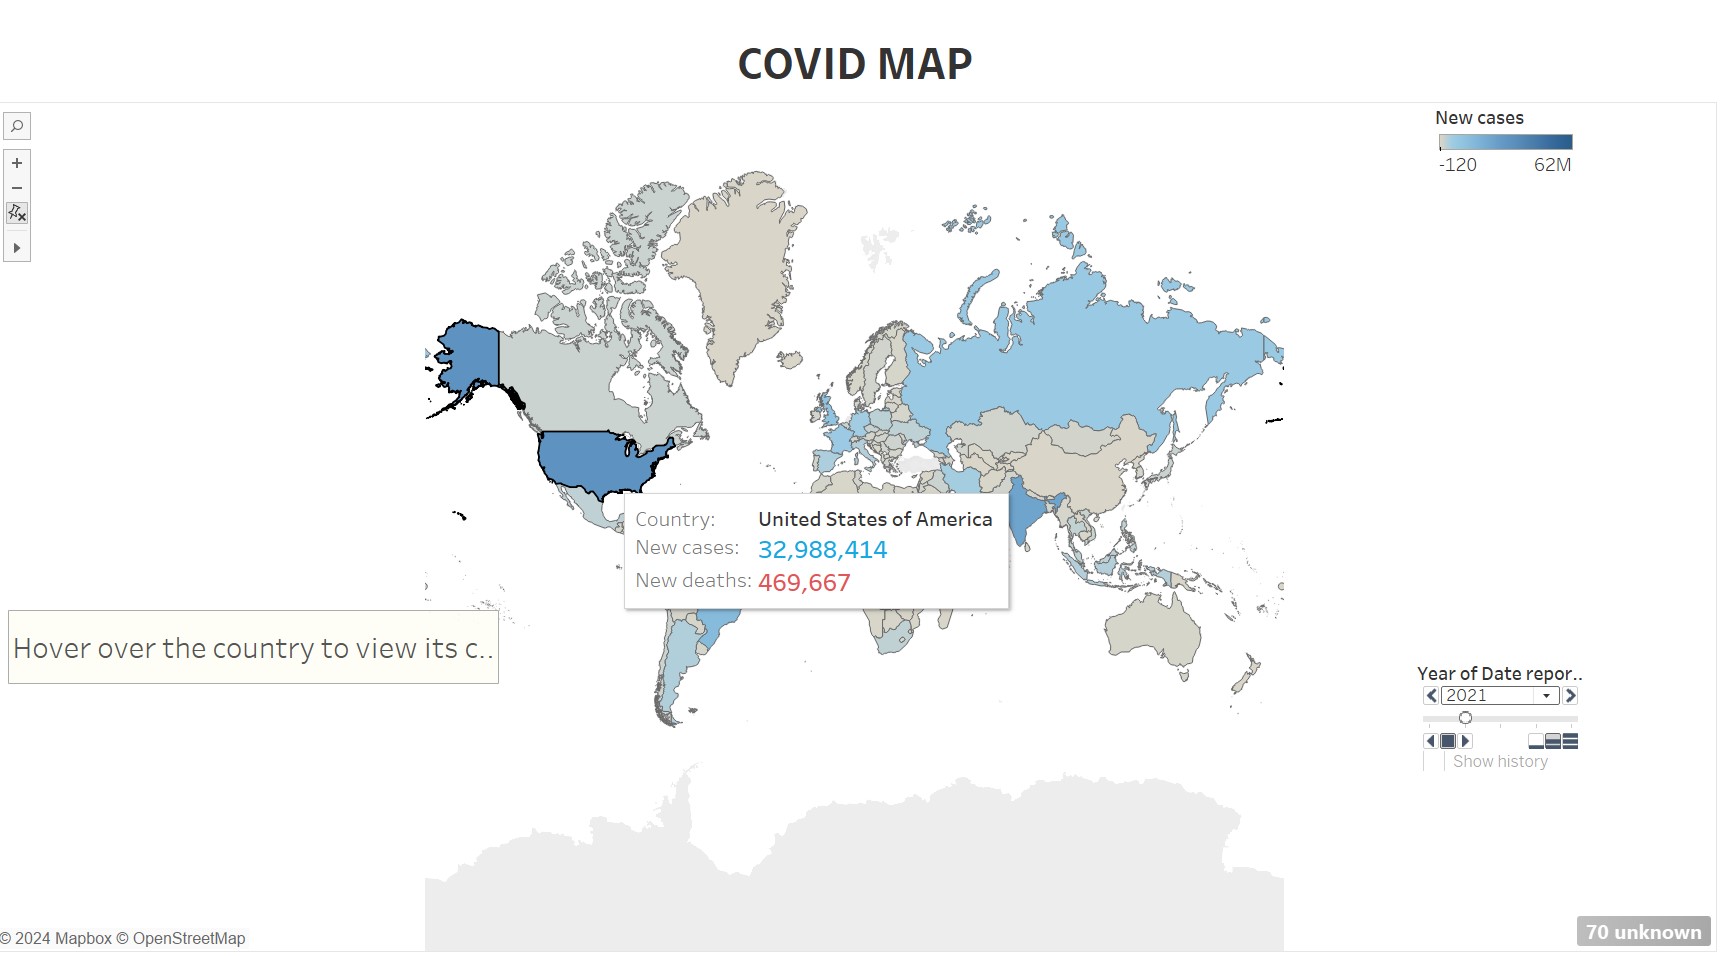 COVID MAP
New cases
-120 62M
Country: United States of America
New cases: 32,988,414
New deaths: 469,667
Hover over the country to view its c..
Year of Date repor..
2021
Show history
© 2024 Mapbox © OpenStreetMap
70 unknown